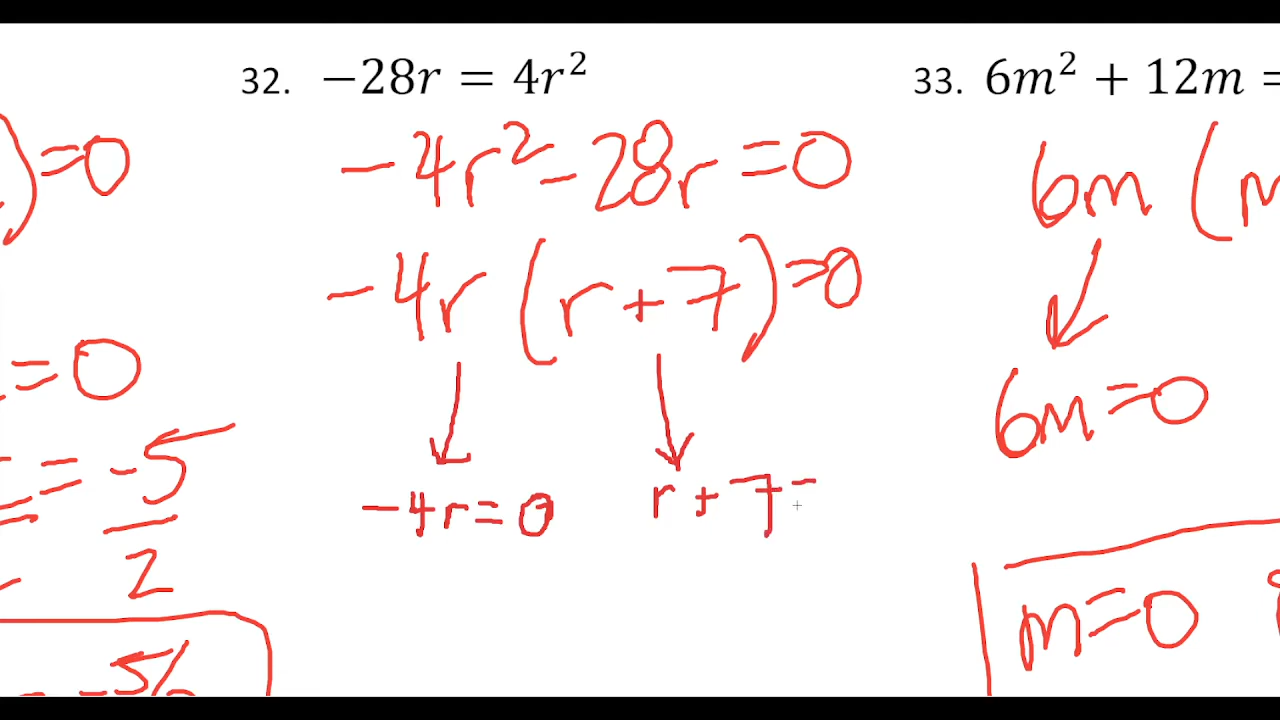 32. −28r = 4r²
33. 6m² + 12m =
)=0
-4r²-28r=0
6m (m
-4r(r+7)=0
=0
6m=0
= -5/2
-4r=0 r+7-
m=0
-5/